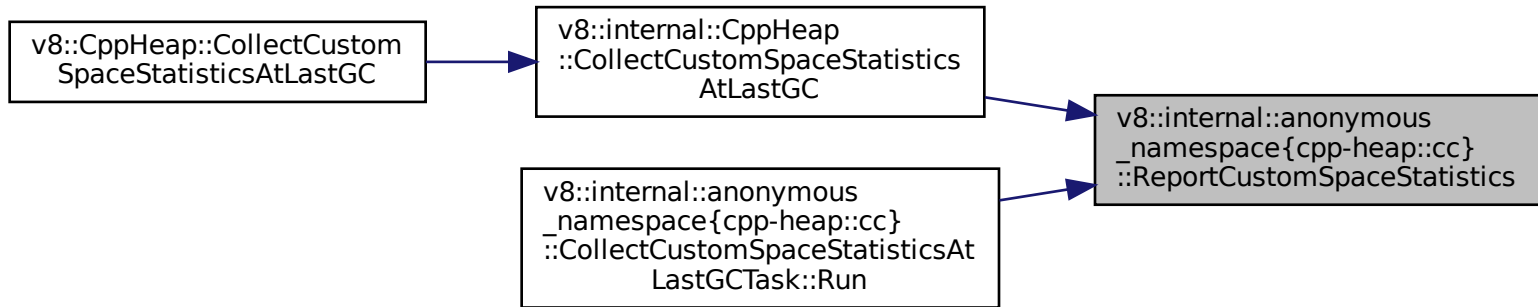 v8::CppHeap::CollectCustom
SpaceStatisticsAtLastGC
v8::internal::CppHeap
::CollectCustomSpaceStatistics
AtLastGC
v8::internal::anonymous
_namespace{cpp-heap::cc}
::CollectCustomSpaceStatisticsAt
LastGCTask::Run
v8::internal::anonymous
_namespace{cpp-heap::cc}
::ReportCustomSpaceStatistics